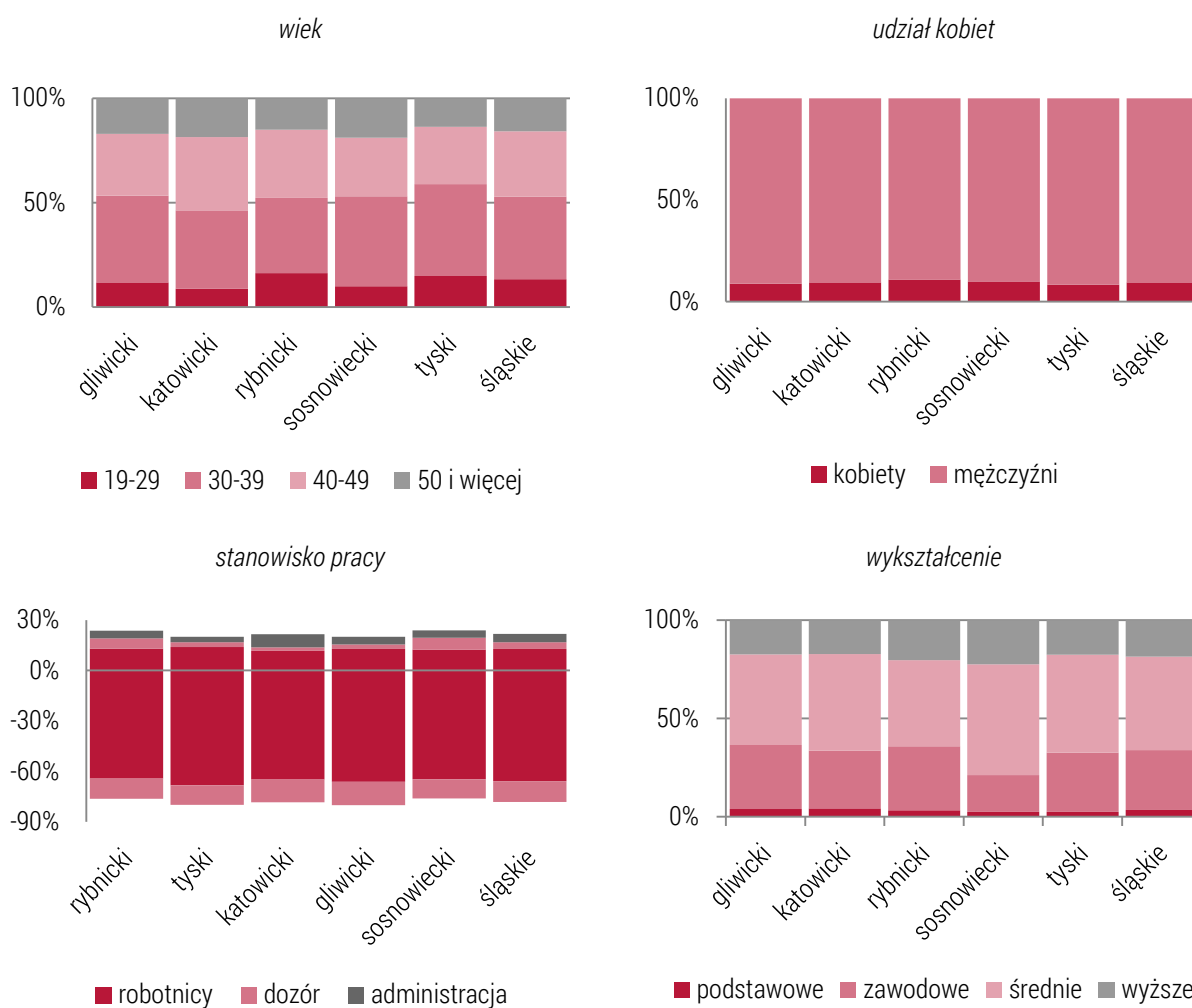 wiek
100%
50%
0%
gliwicki
katowicki
rybnicki
sosnowiecki
tyski
śląskie
19-29 30-39 40-49 50 i więcej
udział kobiet
100%
50%
0%
gliwicki
katowicki
rybnicki
sosnowiecki
tyski
śląskie
kobiety mężczyźni
stanowisko pracy
30%
0%
-30%
-60%
-90%
rybnicki
tyski
katowicki
gliwicki
sosnowiecki
śląskie
robotnicy dozór administracja
wykształcenie
100%
50%
0%
gliwicki
katowicki
rybnicki
sosnowiecki
tyski
śląskie
podstawowe zawodowe średnie wyższe